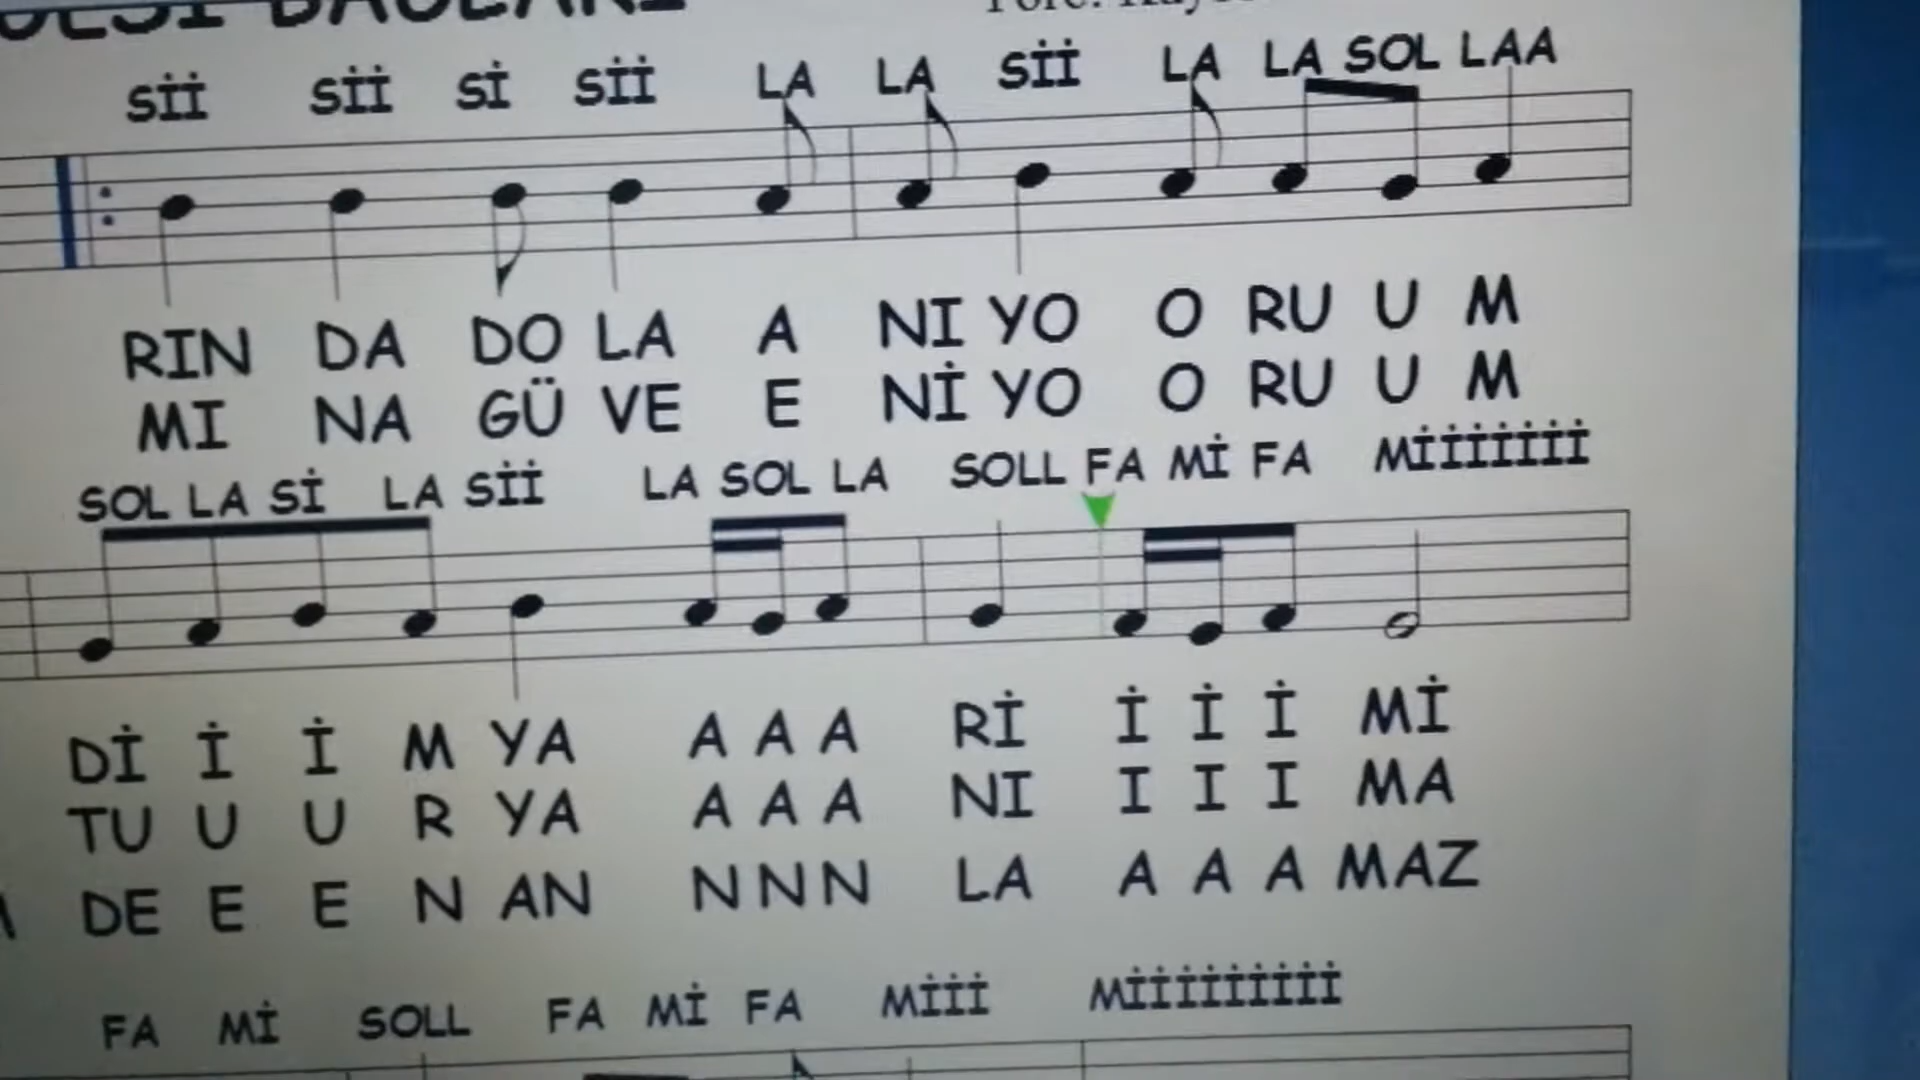 Sİİ Sİİ Sİ Sİİ LA LA Sİİ LA LA SOL LAA
RIN DA DO LA A NI YO O RU U M
MI NA GÜ VE E Nİ YO O RU U M
SOL LA Sİ LA Sİİ LA SOL LA SOLL FA Mİ FA Mİİİİİİİ
Dİ İ İ M YA A A A Rİ İ İ İ Mİ
TU U U R YA A A A NI I I I MA
DE E E N AN N N N LA A A A MAZ
FA Mİ SOLL FA Mİ FA Mİİİ Mİİİİİİİİİ